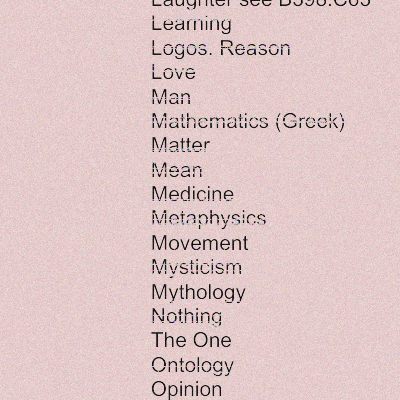 Laughter see B398.C63
Learning
Logos. Reason
Love
Man
Mathematics (Greek)
Matter
Mean
Medicine
Metaphysics
Movement
Mysticism
Mythology
Nothing
The One
Ontology
Opinion